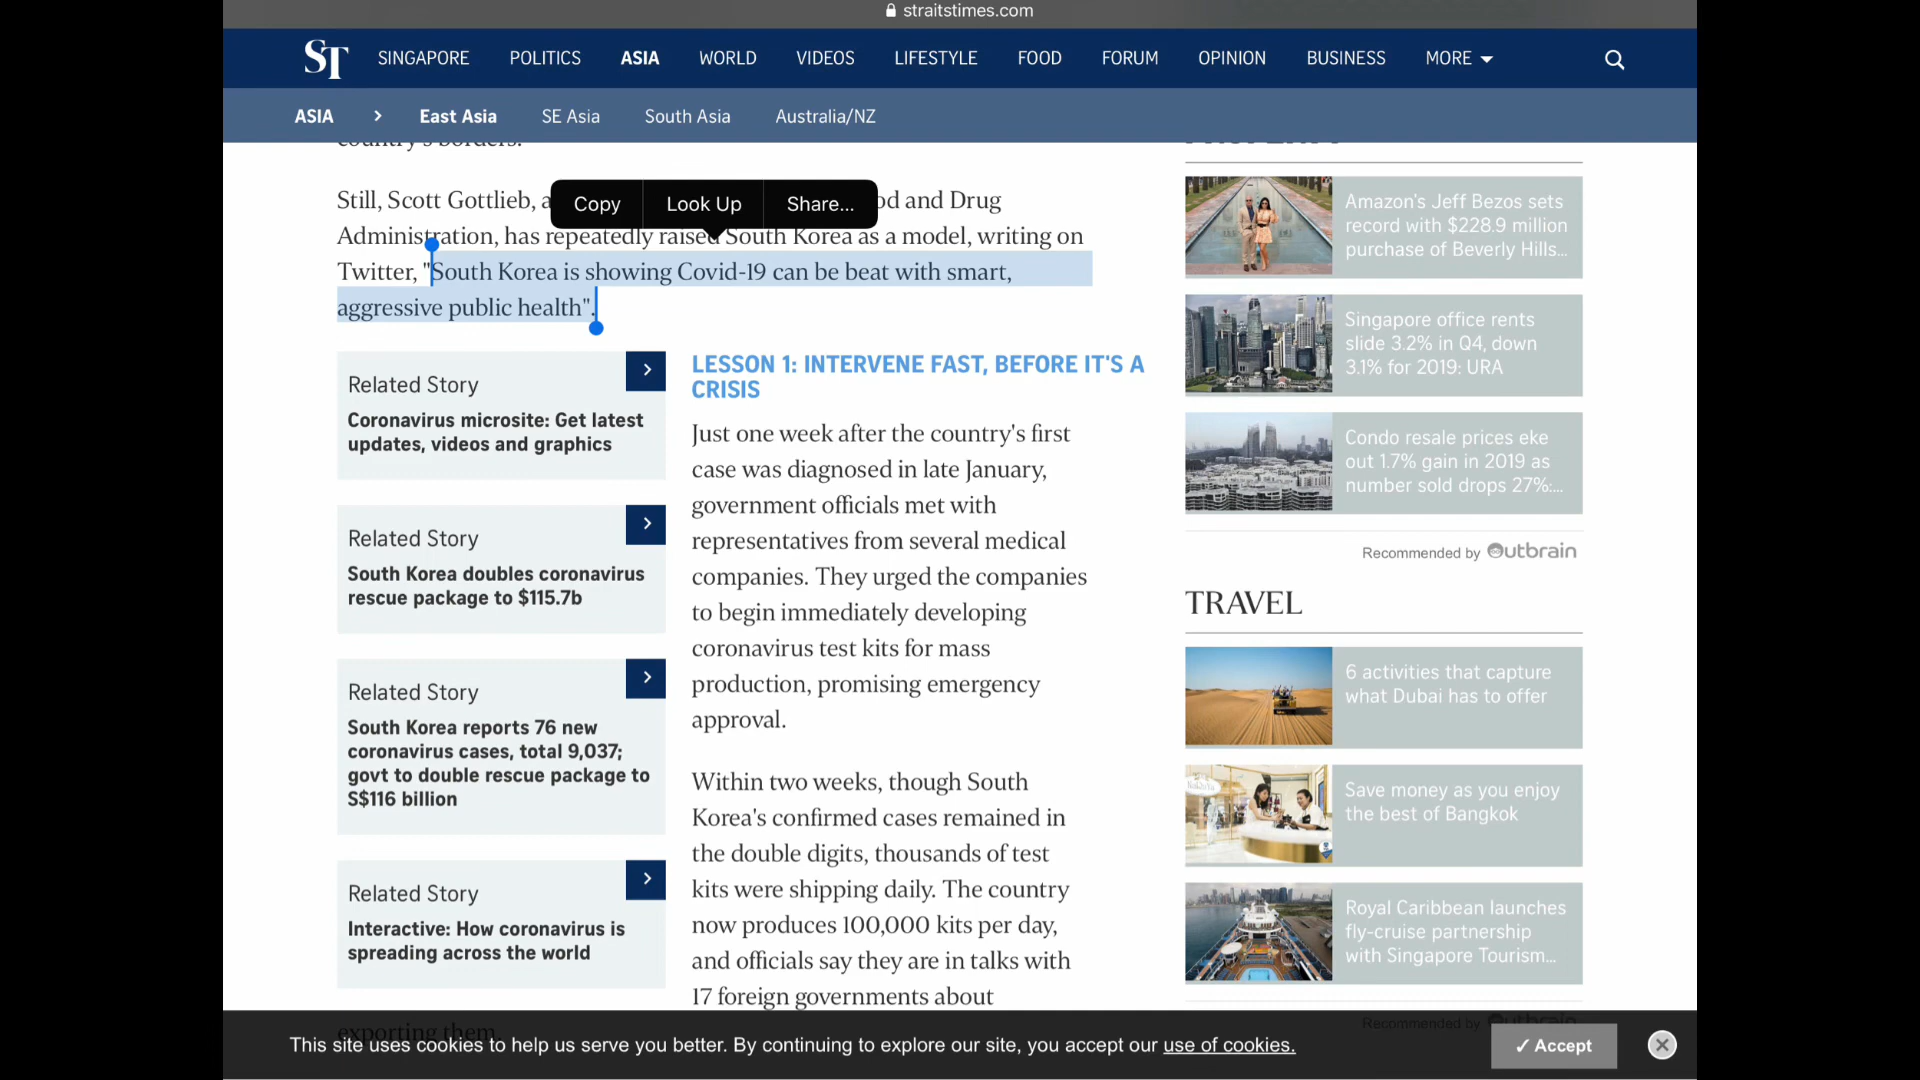 straitstimes.com
ST SINGAPORE POLITICS ASIA WORLD VIDEOS LIFESTYLE FOOD FORUM OPINION BUSINESS MORE
ASIA > East Asia SE Asia South Asia Australia/NZ
country's borders.
Still, Scott Gottlieb, a
od and Drug
Copy Look Up Share...
Administration, has repeatedly raised South Korea as a model, writing on
Twitter, "South Korea is showing Covid-19 can be beat with smart,
aggressive public health".
Related Story
Coronavirus microsite: Get latest
updates, videos and graphics
Related Story
South Korea doubles coronavirus
rescue package to $115.7b
Related Story
South Korea reports 76 new
coronavirus cases, total 9,037;
govt to double rescue package to
S$116 billion
Related Story
Interactive: How coronavirus is
spreading across the world
LESSON 1: INTERVENE FAST, BEFORE IT'S A
CRISIS
Just one week after the country's first
case was diagnosed in late January,
government officials met with
representatives from several medical
companies. They urged the companies
to begin immediately developing
coronavirus test kits for mass
production, promising emergency
approval.
Within two weeks, though South
Korea's confirmed cases remained in
the double digits, thousands of test
kits were shipping daily. The country
now produces 100,000 kits per day,
and officials say they are in talks with
17 foreign governments about
exporting them.
Amazon's Jeff Bezos sets
record with $228.9 million
purchase of Beverly Hills...
Singapore office rents
slide 3.2% in Q4, down
3.1% for 2019: URA
Condo resale prices eke
out 1.7% gain in 2019 as
number sold drops 27%:...
Recommended by Outbrain
TRAVEL
6 activities that capture
what Dubai has to offer
Save money as you enjoy
the best of Bangkok
Royal Caribbean launches
fly-cruise partnership
with Singapore Tourism...
Recommended by Outbrain
This site uses cookies to help us serve you better. By continuing to explore our site, you accept our use of cookies.
✓ Accept